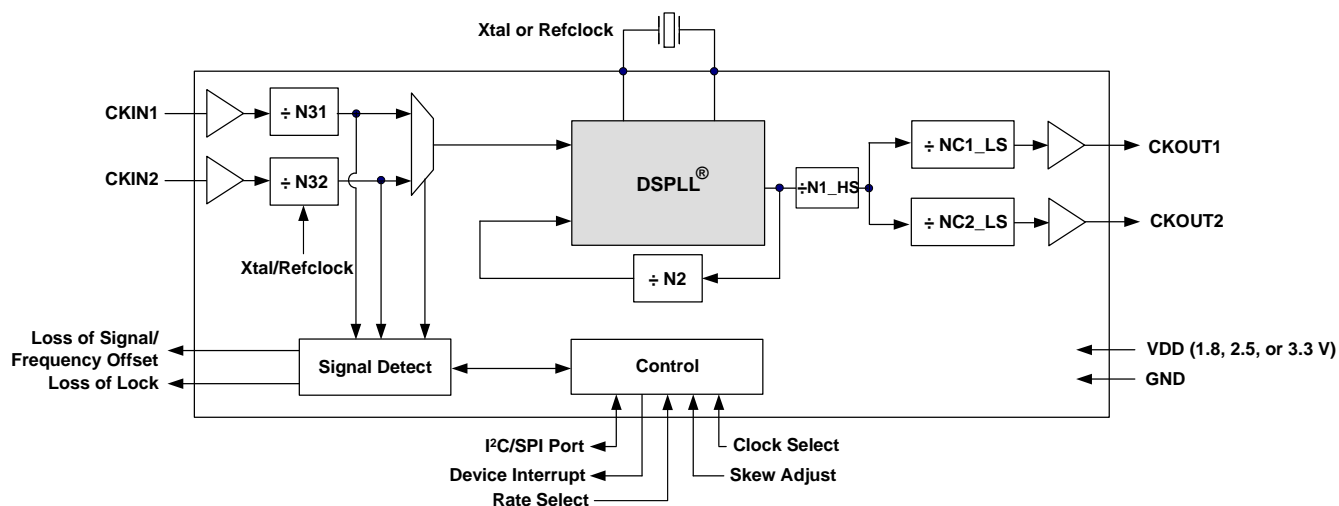 Xtal or Refclock
CKIN1
÷ N31
CKIN2
÷ N32
Xtal/Refclock
DSPLL®
÷N1_HS
÷ NC1_LS
CKOUT1
÷ NC2_LS
CKOUT2
÷ N2
Loss of Signal/
Frequency Offset
Loss of Lock
Signal Detect
Control
VDD (1.8, 2.5, or 3.3 V)
GND
I²C/SPI Port
Device Interrupt
Rate Select
Clock Select
Skew Adjust